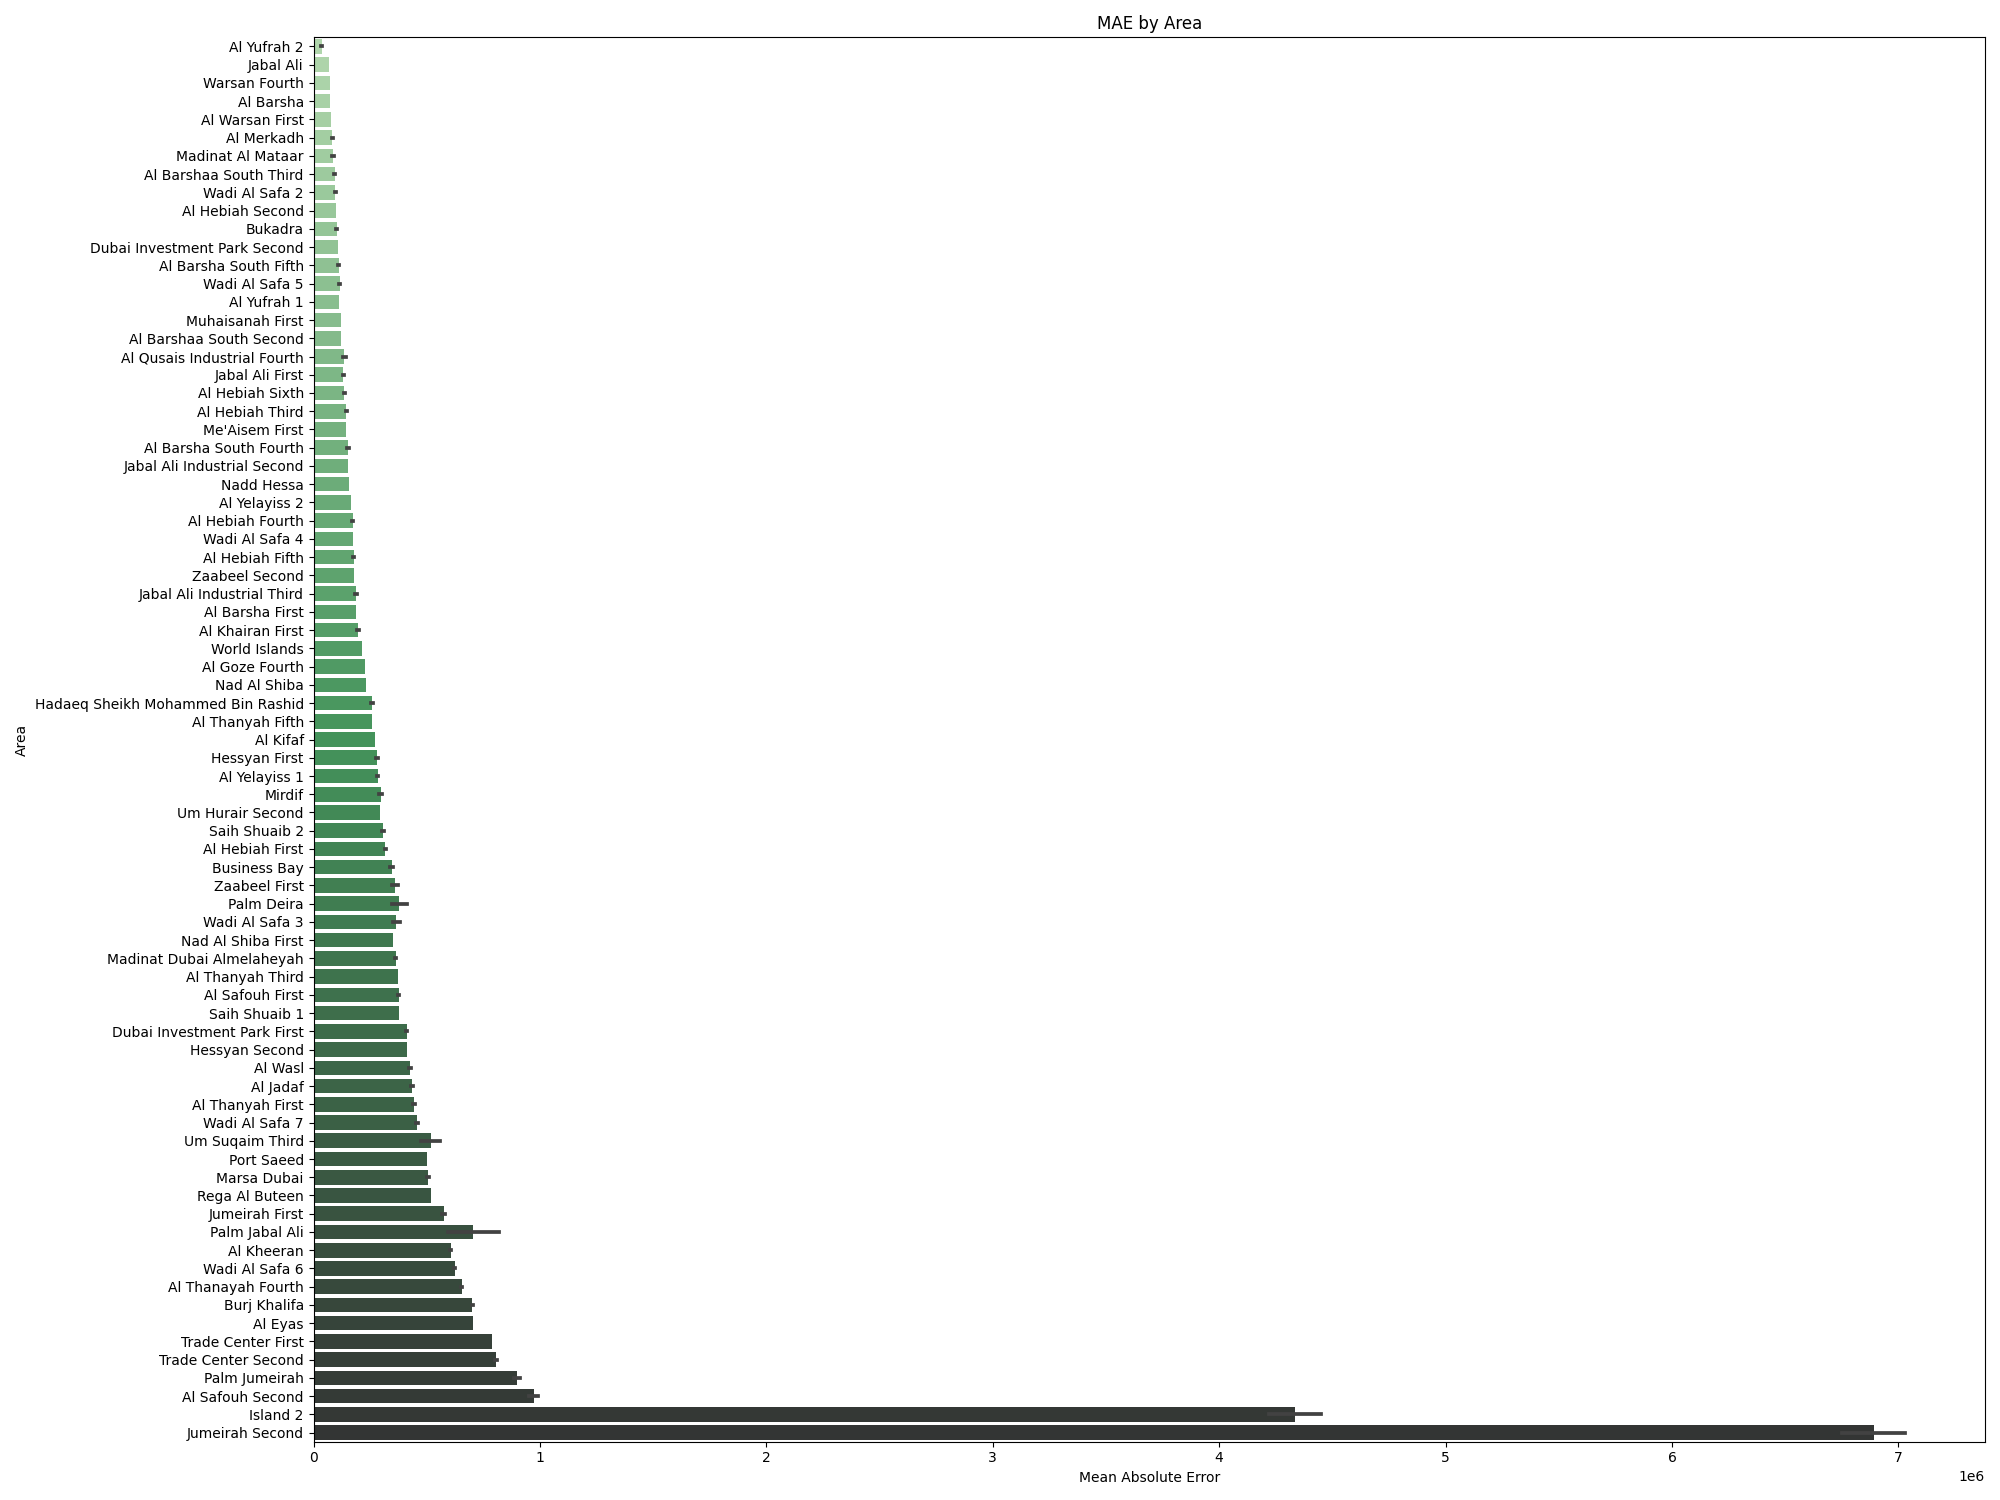 MAE by Area
Al Yufrah 2
Jabal Ali
Warsan Fourth
Al Barsha
Al Warsan First
Al Merkadh
Madinat Al Mataar
Al Barshaa South Third
Wadi Al Safa 2
Al Hebiah Second
Bukadra
Dubai Investment Park Second
Al Barsha South Fifth
Wadi Al Safa 5
Al Yufrah 1
Muhaisanah First
Al Barshaa South Second
Al Qusais Industrial Fourth
Jabal Ali First
Al Hebiah Sixth
Al Hebiah Third
Me'Aisem First
Al Barsha South Fourth
Jabal Ali Industrial Second
Nadd Hessa
Al Yelayiss 2
Al Hebiah Fourth
Wadi Al Safa 4
Al Hebiah Fifth
Zaabeel Second
Jabal Ali Industrial Third
Al Barsha First
Al Khairan First
World Islands
Al Goze Fourth
Nad Al Shiba
Hadaeq Sheikh Mohammed Bin Rashid
Al Thanyah Fifth
Al Kifaf
Hessyan First
Al Yelayiss 1
Mirdif
Um Hurair Second
Saih Shuaib 2
Al Hebiah First
Business Bay
Zaabeel First
Palm Deira
Wadi Al Safa 3
Nad Al Shiba First
Madinat Dubai Almelaheyah
Al Thanyah Third
Al Safouh First
Saih Shuaib 1
Dubai Investment Park First
Hessyan Second
Al Wasl
Al Jadaf
Al Thanyah First
Wadi Al Safa 7
Um Suqaim Third
Port Saeed
Marsa Dubai
Rega Al Buteen
Jumeirah First
Palm Jabal Ali
Al Kheeran
Wadi Al Safa 6
Al Thanayah Fourth
Burj Khalifa
Al Eyas
Trade Center First
Trade Center Second
Palm Jumeirah
Al Safouh Second
Island 2
Jumeirah Second
Area
0 1 2 3 4 5 6 7
Mean Absolute Error
1e6